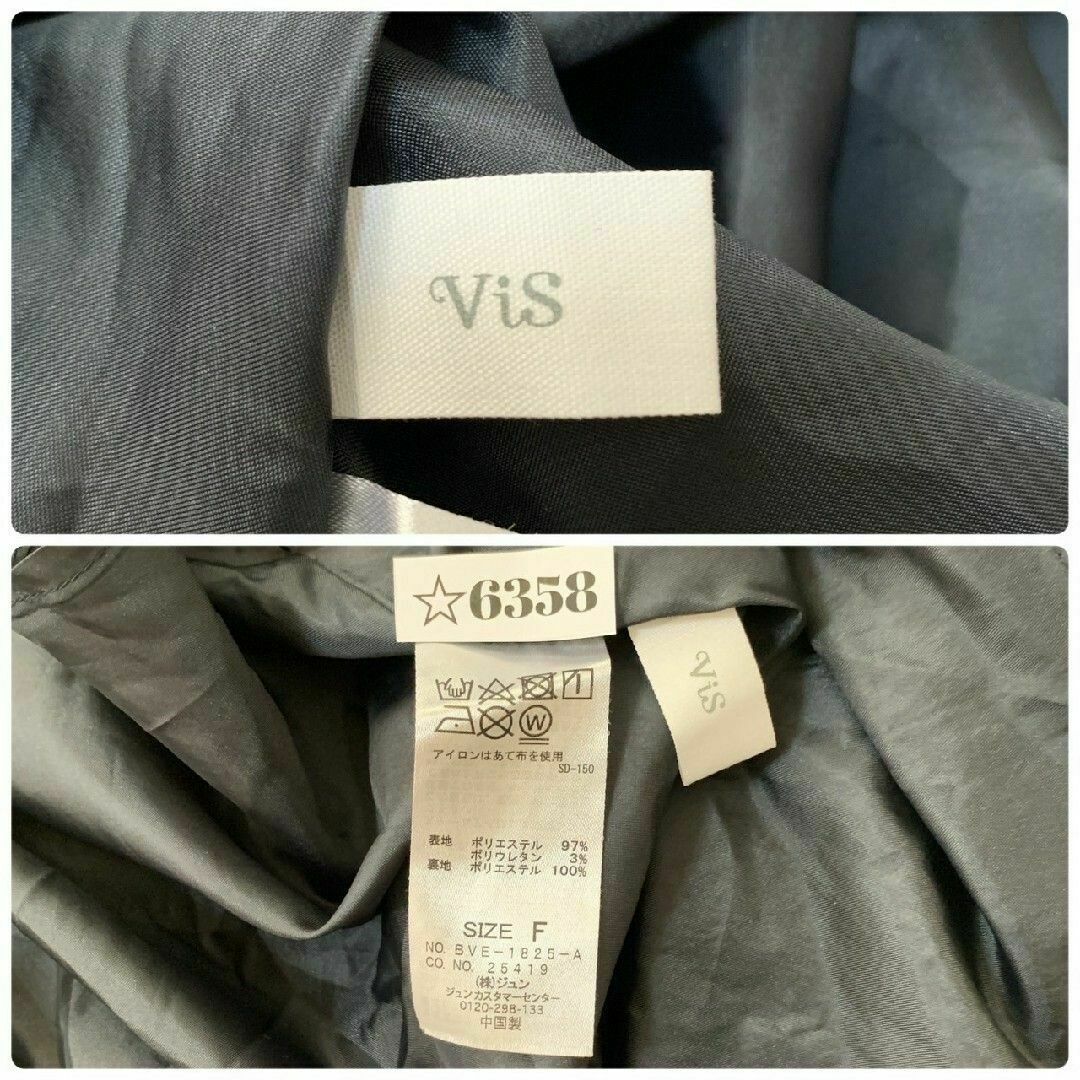 ViS
☆6358
ViS
W
アイロンはあて布を使用
SD-150
表地 ポリエステル 97%
ポリウレタン 3%
裏地 ポリエステル 100%
SIZE F
NO. BVE-1825-A
CO. NO. 25419
(株)ジュン
ジュンカスタマーセンター
0120-298-133
中国製